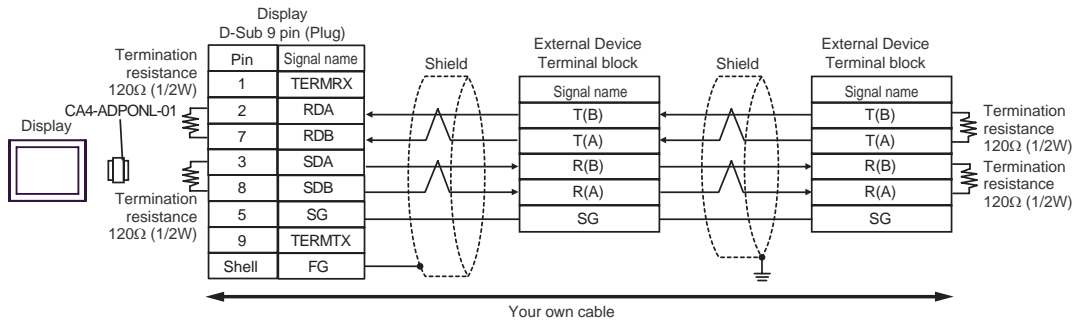 Display
D-Sub 9 pin (Plug)
Termination
resistance
120Ω (1/2W)
CA4-ADPONL-01
Display
Termination
resistance
120Ω (1/2W)
Pin Signal name
1 TERMRX
2 RDA
7 RDB
3 SDA
8 SDB
5 SG
9 TERMTX
Shell FG
Shield
External Device
Terminal block
Signal name
T(B)
T(A)
R(B)
R(A)
SG
Shield
External Device
Terminal block
Signal name
T(B)
T(A)
R(B)
R(A)
SG
Termination
resistance
120Ω (1/2W)
Termination
resistance
120Ω (1/2W)
Your own cable